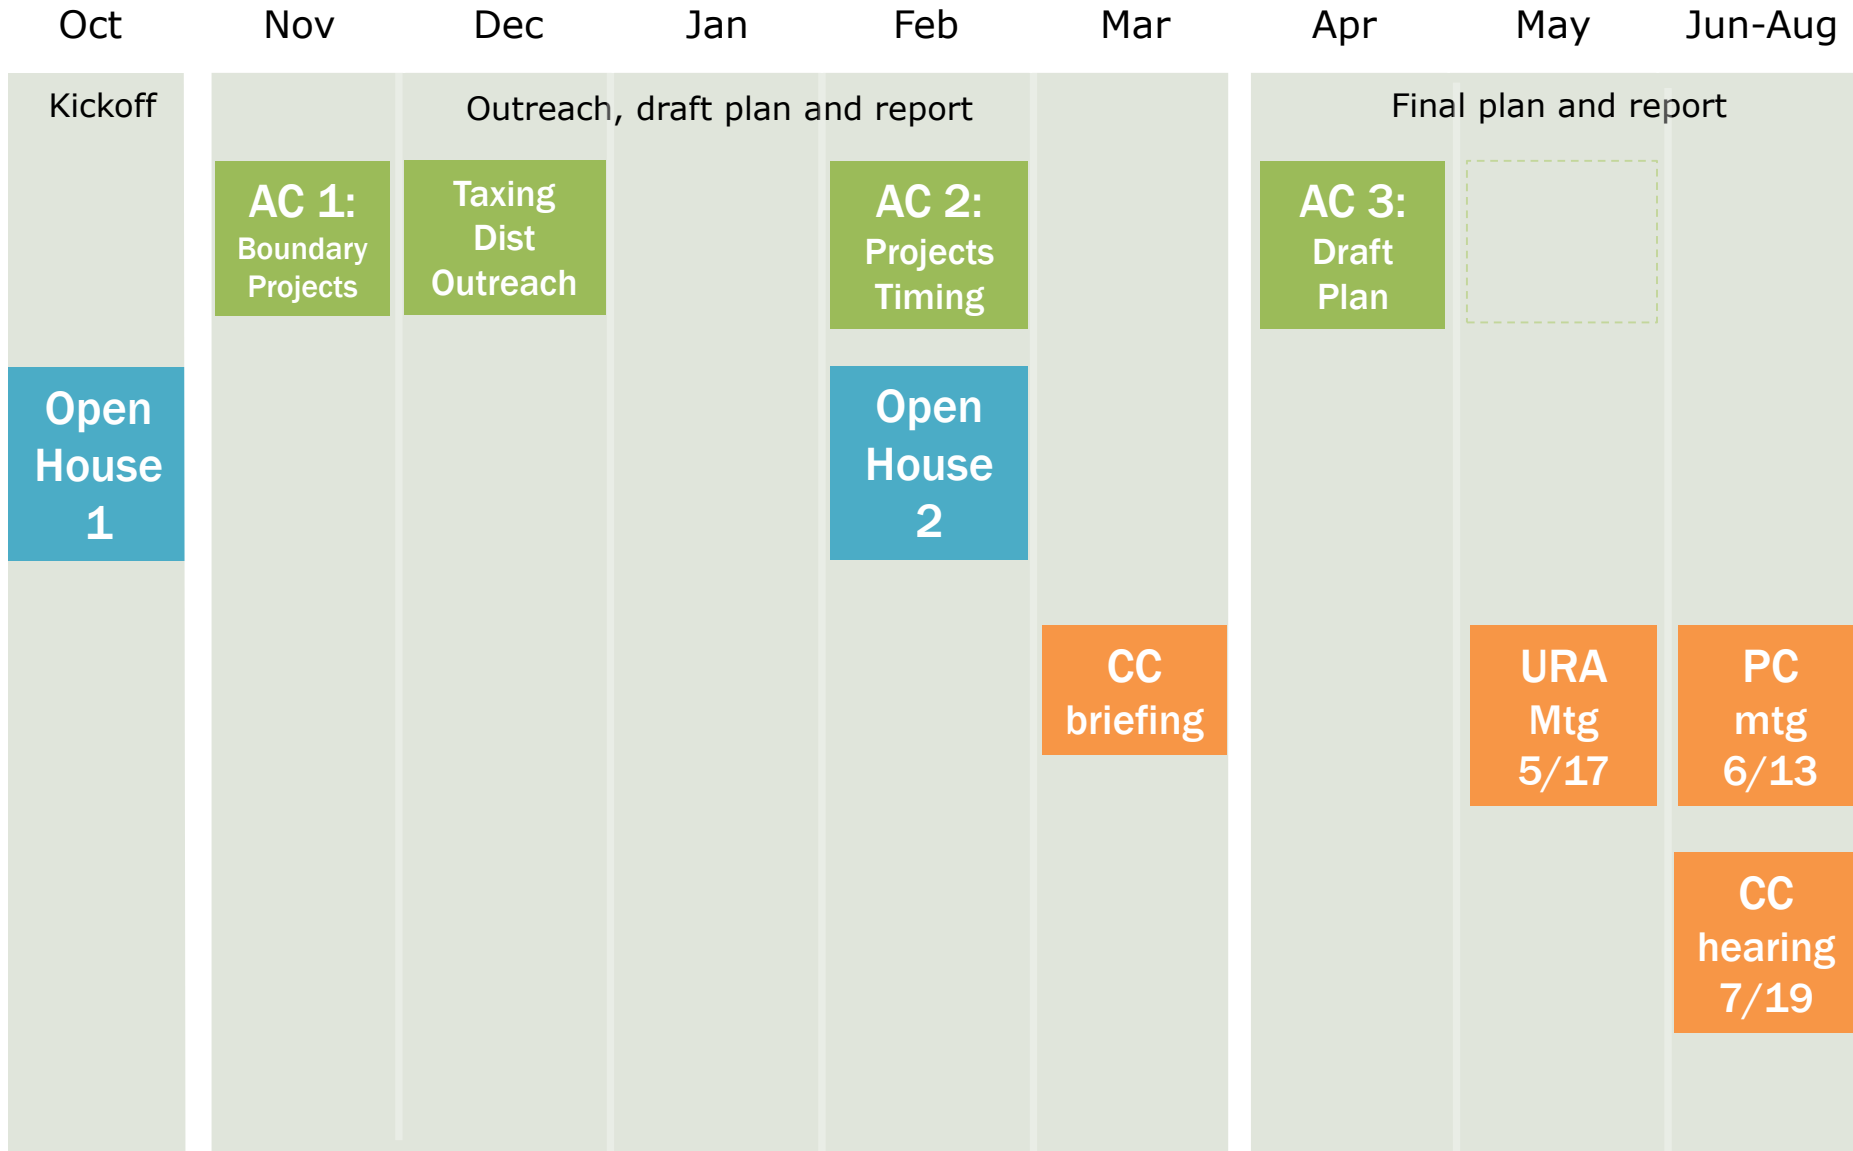 Oct Nov Dec Jan Feb Mar Apr May Jun-Aug
Kickoff
Outreach, draft plan and report
Final plan and report
AC 1:
Boundary
Projects
Taxing
Dist
Outreach
AC 2:
Projects
Timing
AC 3:
Draft
Plan
Open
House
1
Open
House
2
CC
briefing
URA
Mtg
5/17
PC
mtg
6/13
CC
hearing
7/19